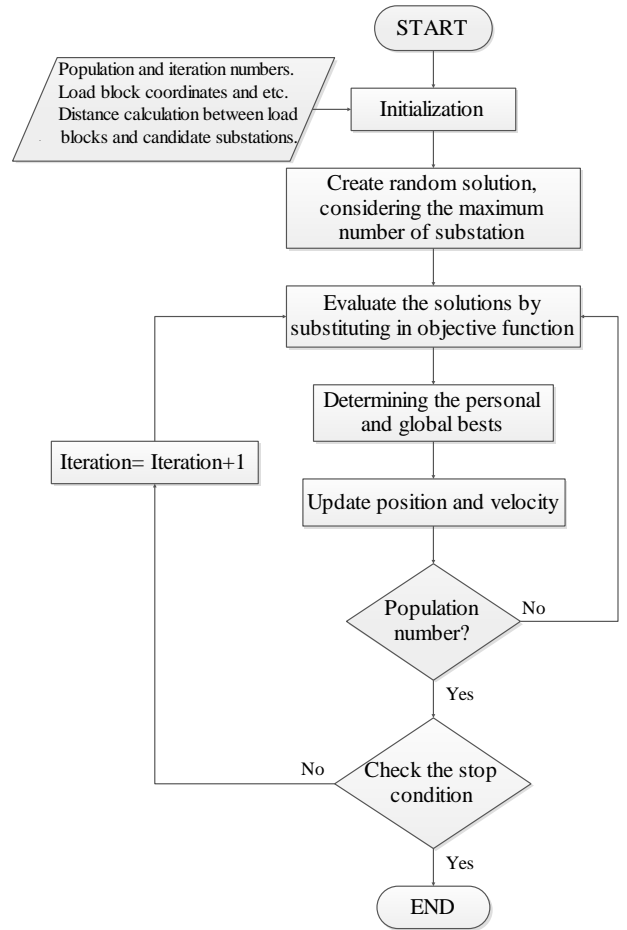 START
Population and iteration numbers.
Load block coordinates and etc.
Distance calculation between load
blocks and candidate substations.
Initialization
Create random solution,
considering the maximum
number of substation
Evaluate the solutions by
substituting in objective function
Determining the personal
and global bests
Iteration= Iteration+1
Update position and velocity
Population
number?
No
Yes
No
Check the stop
condition
Yes
END